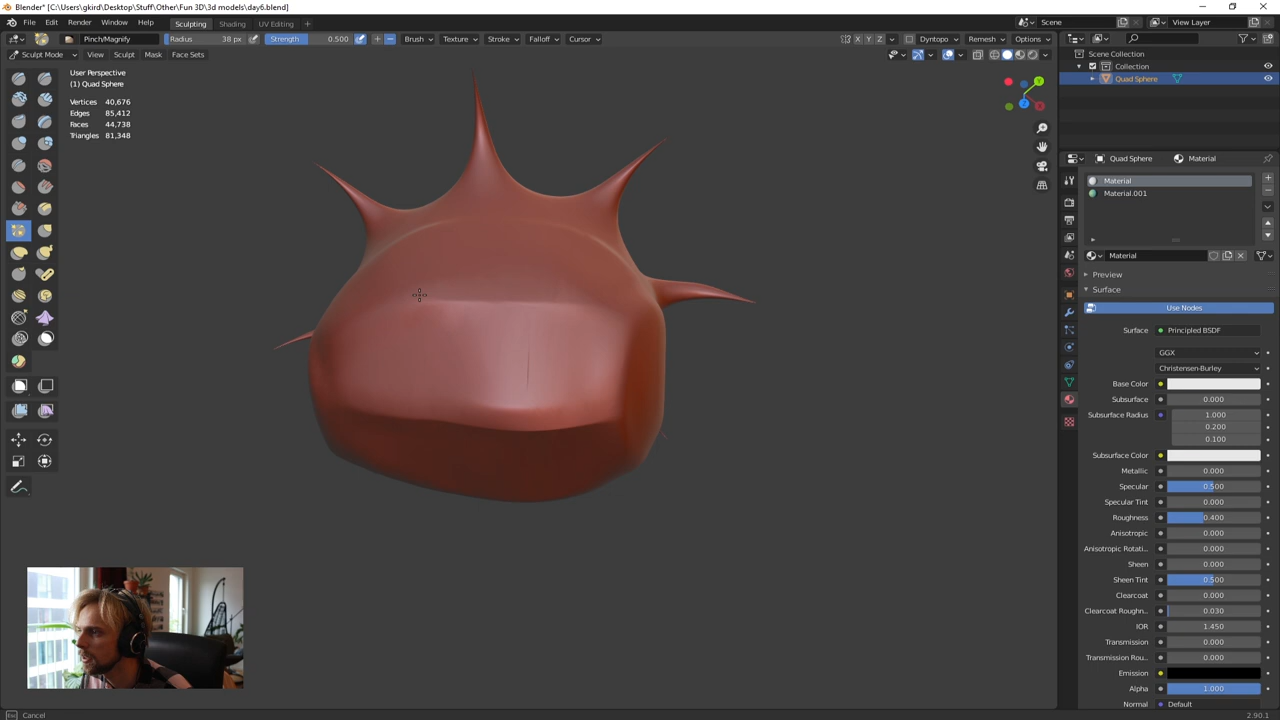 Blender* [C:\Users\gkird\Desktop\Stuff\Other\Fun 3D\3d models\day6.blend]
File Edit Render Window Help Sculpting Shading UV Editing Scene View Layer
Pinch/Magnify Radius 38 px Strength 0.500 Brush Texture Stroke Falloff Cursor X Y Z Dyntopo Remesh Options
Sculpt Mode View Sculpt Mask Face Sets
User Perspective
(1) Quad Sphere
Vertices 40,676
Edges 85,412
Faces 44,738
Triangles 81,348
Y
Z
Scene Collection
Collection
Quad Sphere
Quad Sphere Material
Material
Material.001
Material
Preview
Surface
Use Nodes
Surface Principled BSDF
GGX
Christensen-Burley
Base Color
Subsurface 0.000
Subsurface Radius 1.000
0.200
0.100
Subsurface Color
Metallic 0.000
Specular 0.500
Specular Tint 0.000
Roughness 0.400
Anisotropic 0.000
Anisotropic Rotati... 0.000
Sheen 0.000
Sheen Tint 0.500
Clearcoat 0.000
Clearcoat Roughn... 0.030
IOR 1.450
Transmission 0.000
Transmission Rou... 0.000
Emission
Alpha 1.000
Normal Default
Cancel 2.90.1